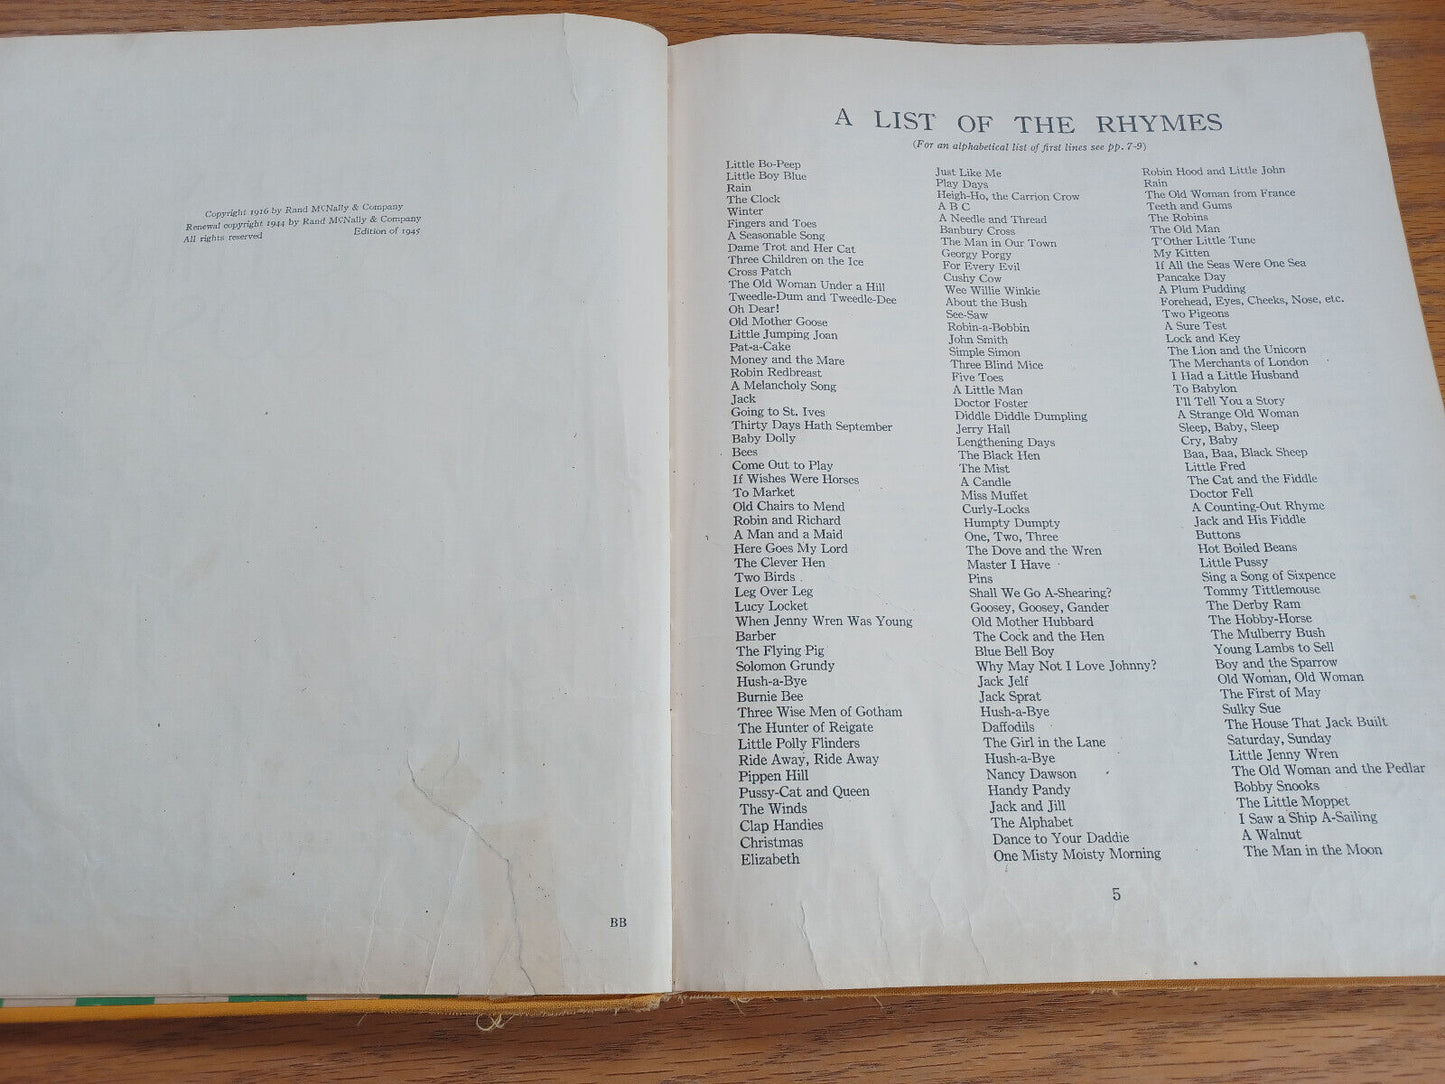 Copyright 1916 by Rand McNally & Company
Renewal copyright 1944 by Rand McNally & Company
All rights reserved Edition of 1945
BB
A LIST OF THE RHYMES
(For an alphabetical list of first lines see pp. 7-9)
Little Bo-Peep
Little Boy Blue
Rain
The Clock
Winter
Fingers and Toes
A Seasonable Song
Dame Trot and Her Cat
Three Children on the Ice
Cross Patch
The Old Woman Under a Hill
Tweedle-Dum and Tweedle-Dee
Oh Dear!
Old Mother Goose
Little Jumping Joan
Pat-a-Cake
Money and the Mare
Robin Redbreast
A Melancholy Song
Jack
Going to St. Ives
Thirty Days Hath September
Baby Dolly
Bees
Come Out to Play
If Wishes Were Horses
To Market
Old Chairs to Mend
Robin and Richard
A Man and a Maid
Here Goes My Lord
The Clever Hen
Two Birds
Leg Over Leg
Lucy Locket
When Jenny Wren Was Young
Barber
The Flying Pig
Solomon Grundy
Hush-a-Bye
Burnie Bee
Three Wise Men of Gotham
The Hunter of Reigate
Little Polly Flinders
Ride Away, Ride Away
Pippen Hill
Pussy-Cat and Queen
The Winds
Clap Handies
Christmas
Elizabeth
Just Like Me
Play Days
Heigh-Ho, the Carrion Crow
A B C
A Needle and Thread
Banbury Cross
The Man in Our Town
Georgy Porgy
For Every Evil
Cushy Cow
Wee Willie Winkie
About the Bush
See-Saw
Robin-a-Bobbin
John Smith
Simple Simon
Three Blind Mice
Five Toes
A Little Man
Doctor Foster
Diddle Diddle Dumpling
Jerry Hall
Lengthening Days
The Black Hen
The Mist
A Candle
Miss Muffet
Curly-Locks
Humpty Dumpty
One, Two, Three
The Dove and the Wren
Master I Have
Pins
Shall We Go A-Shearing?
Goosey, Goosey, Gander
Old Mother Hubbard
The Cock and the Hen
Blue Bell Boy
Why May Not I Love Johnny?
Jack Jelf
Jack Sprat
Hush-a-Bye
Daffodils
The Girl in the Lane
Hush-a-Bye
Nancy Dawson
Handy Pandy
Jack and Jill
The Alphabet
Dance to Your Daddie
One Misty Moisty Morning
Robin Hood and Little John
Rain
The Old Woman from France
Teeth and Gums
The Robins
The Old Man
T'Other Little Tune
My Kitten
If All the Seas Were One Sea
Pancake Day
A Plum Pudding
Forehead, Eyes, Cheeks, Nose, etc.
Two Pigeons
A Sure Test
Lock and Key
The Lion and the Unicorn
The Merchants of London
I Had a Little Husband
To Babylon
I'll Tell You a Story
A Strange Old Woman
Sleep, Baby, Sleep
Cry, Baby
Baa, Baa, Black Sheep
Little Fred
The Cat and the Fiddle
Doctor Fell
A Counting-Out Rhyme
Jack and His Fiddle
Buttons
Hot Boiled Beans
Little Pussy
Sing a Song of Sixpence
Tommy Tittlemouse
The Derby Ram
The Hobby-Horse
The Mulberry Bush
Young Lambs to Sell
Boy and the Sparrow
Old Woman, Old Woman
The First of May
Sulky Sue
The House That Jack Built
Saturday, Sunday
Little Jenny Wren
The Old Woman and the Pedlar
Bobby Snooks
The Little Moppet
I Saw a Ship A-Sailing
A Walnut
The Man in the Moon
5